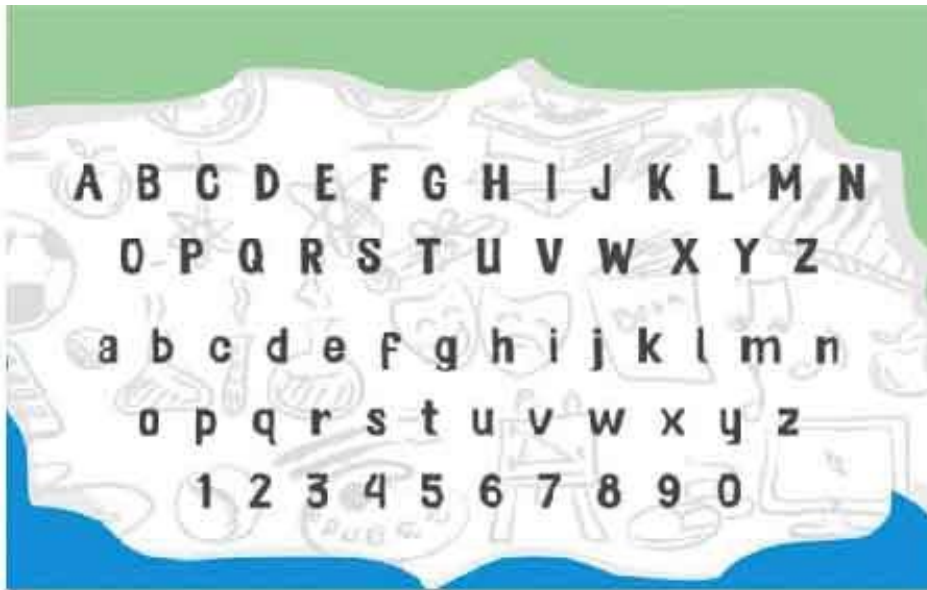 A B C D E F G H I J K L M N
O P Q R S T U V W X Y Z
a b c d e f g h i j k l m n
o p q r s t u v w x y z
1 2 3 4 5 6 7 8 9 0